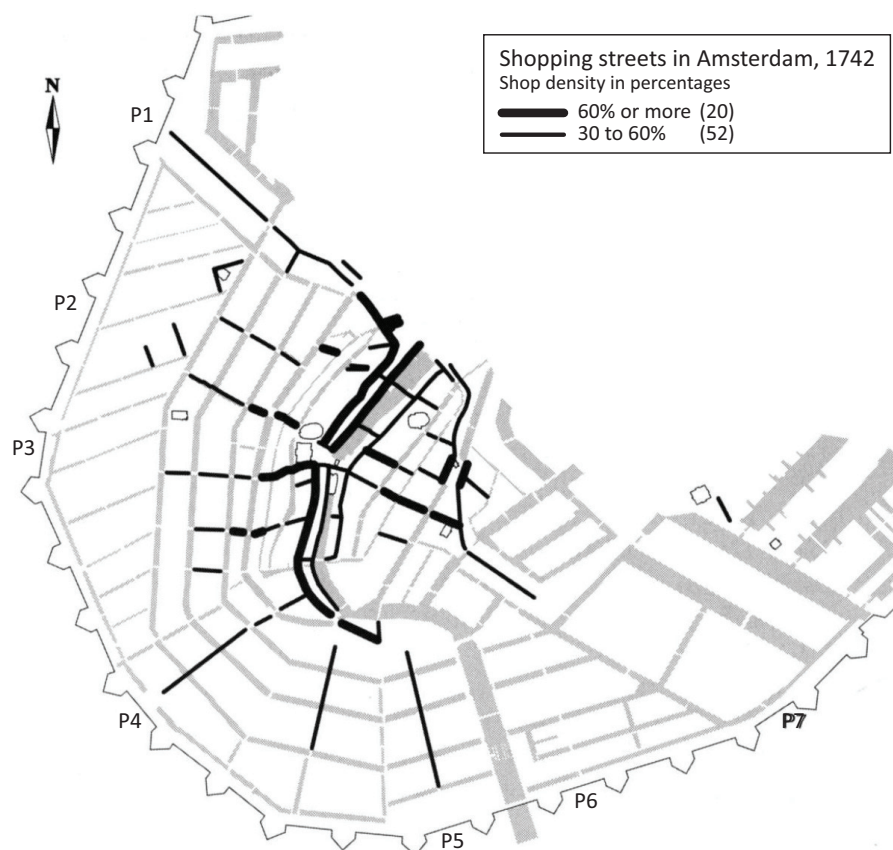 Shopping streets in Amsterdam, 1742
Shop density in percentages
60% or more (20)
30 to 60% (52)
N
P1
P2
P3
P4
P5
P6
P7